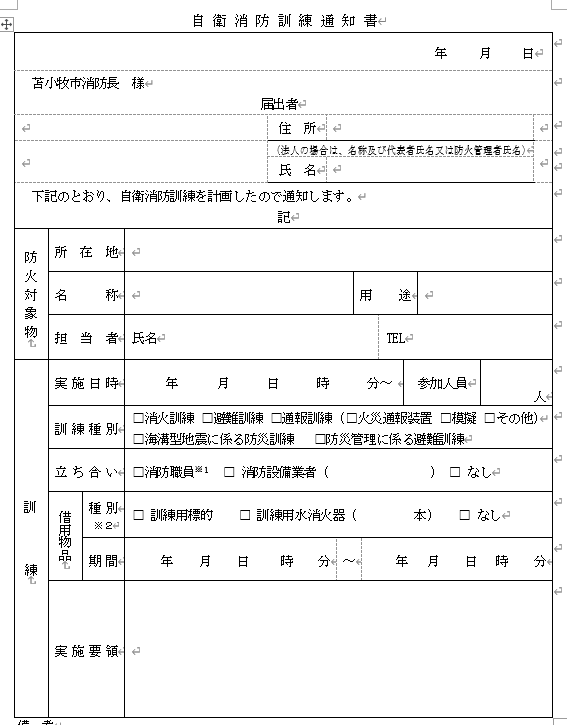 自衛消防訓練通知書
年　月　日
苫小牧市消防長　様
届出者
住所
（法人の場合は、名称及び代表者氏名又は防火管理者氏名）
氏名
下記のとおり、自衛消防訓練を計画したので通知します。
記
防火対象物
所在地
名称　用途
担当者　氏名　TEL
訓練
実施日時　年　月　日　時　分～　参加人員　人
訓練種別　□消火訓練　□避難訓練　□通報訓練（□火災通報装置　□模擬　□その他）
□海溝型地震に係る防災訓練　□防災管理に係る避難訓練
立ち合い　□消防職員※1　□　消防設備業者（　　）　□　なし
借用物品
種別※2　□　訓練用標的　□　訓練用水消火器（　　本）　□　なし
期間　年　月　日　時　分　～　年　月　日　時　分
実施要領
備　考